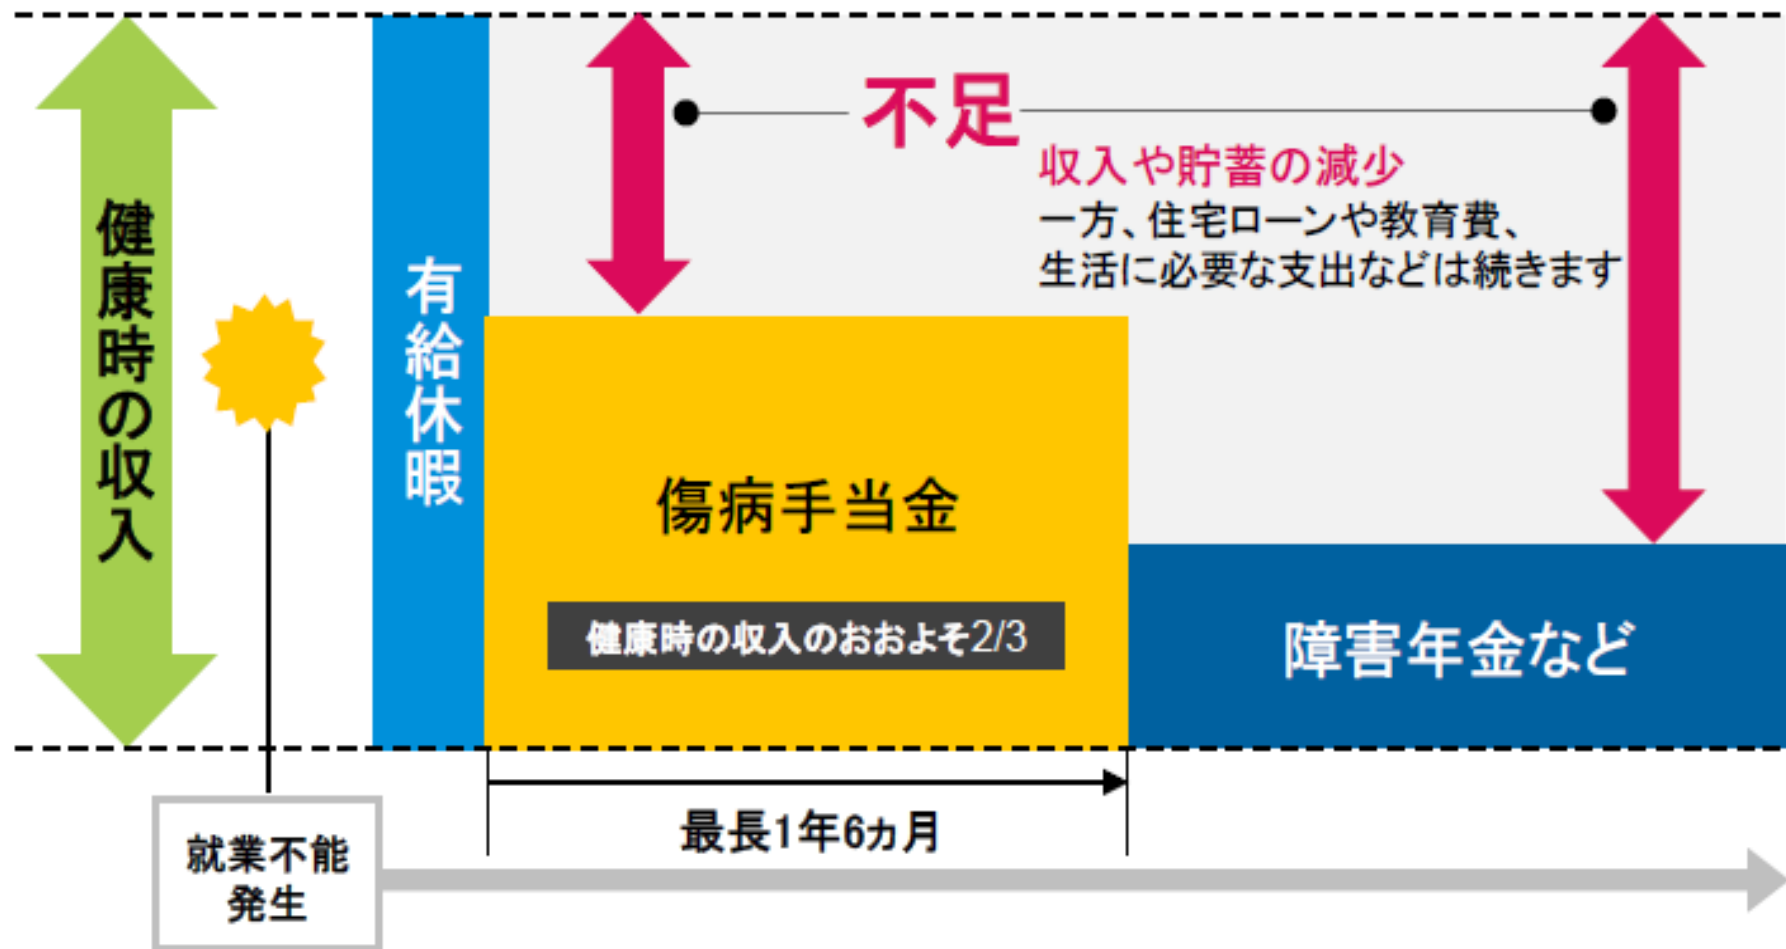 健康時の収入
有給休暇
不足
収入や貯蓄の減少
一方、住宅ローンや教育費、
生活に必要な支出などは続きます
傷病手当金
健康時の収入のおおよそ2/3
障害年金など
最長1年6ヵ月
就業不能
発生